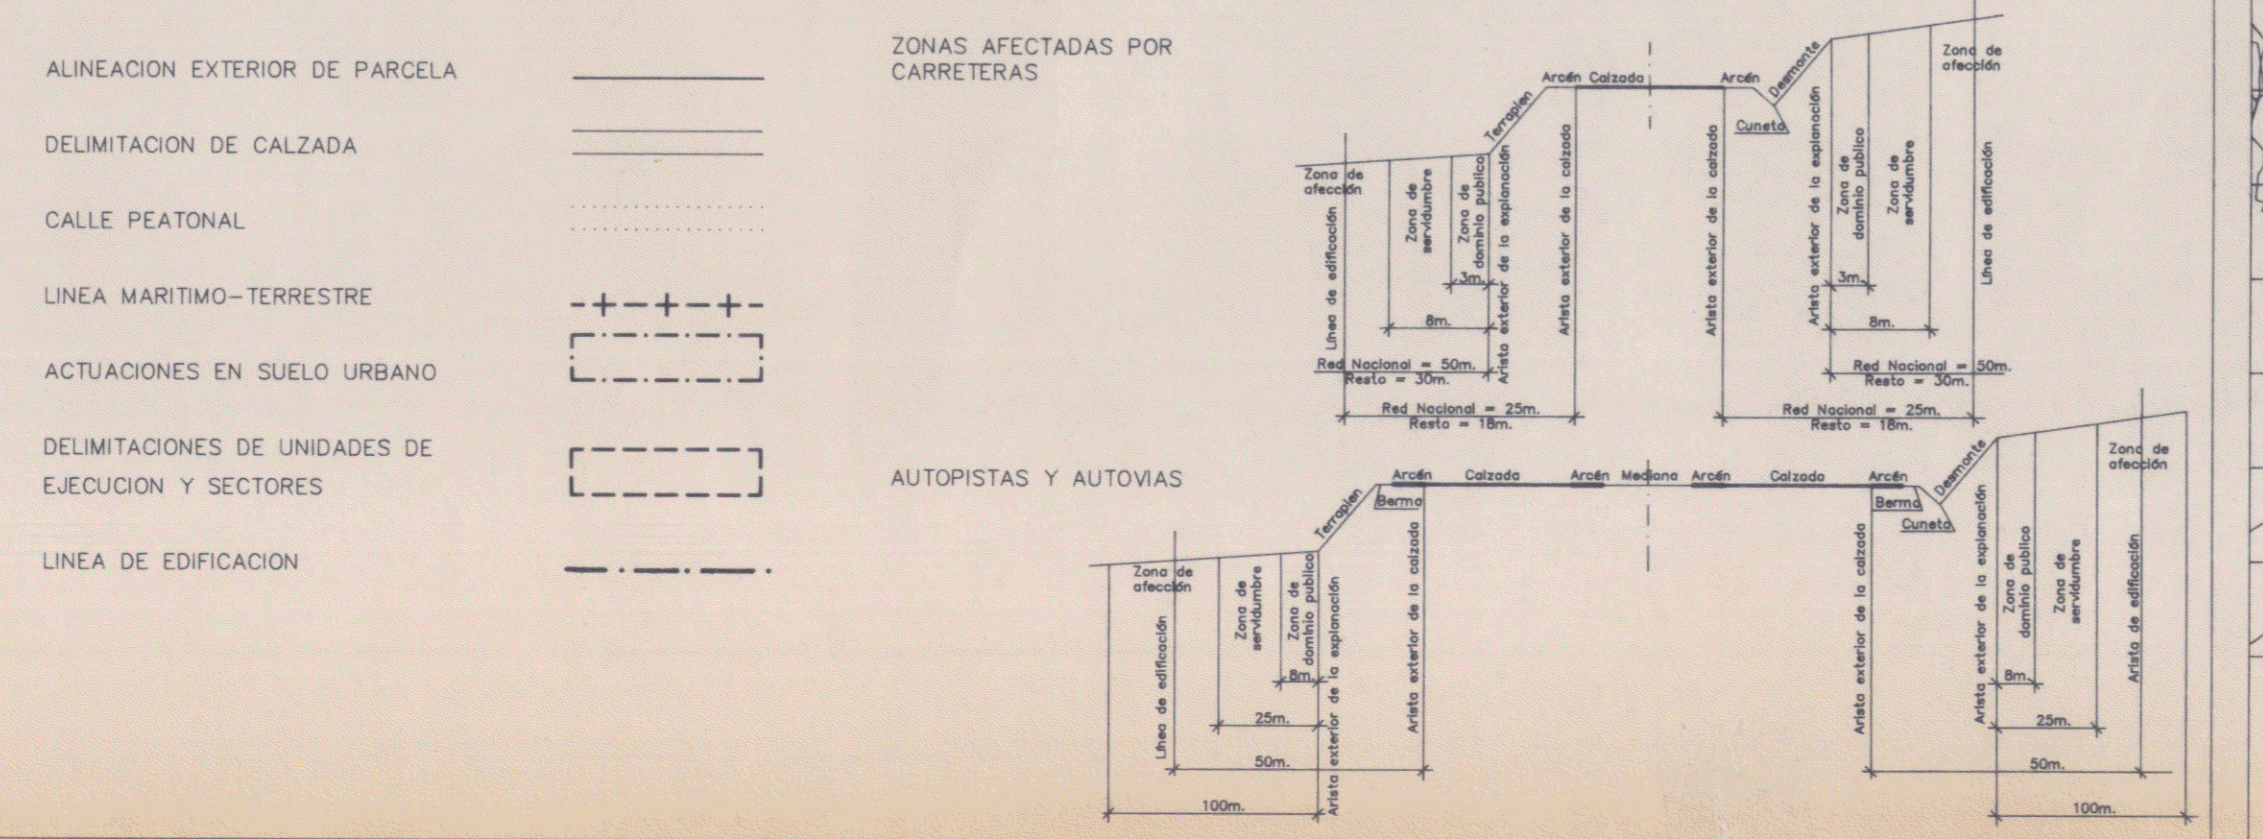 ALINEACION EXTERIOR DE PARCELA
DELIMITACION DE CALZADA
CALLE PEATONAL
LINEA MARITIMO-TERRESTRE
ACTUACIONES EN SUELO URBANO
DELIMITACIONES DE UNIDADES DE
EJECUCION Y SECTORES
LINEA DE EDIFICACION
ZONAS AFECTADAS POR
CARRETERAS
Zona de
afección
Línea de edificación
Zona de
servidumbre
Zona de
dominio publico
Terraplen
Arista exterior de la explanación
Arcén
Calzada
Arista exterior de la calzada
3m.
8m.
Red Nacional = 50m.
Resto = 30m.
Red Nacional = 25m.
Resto = 18m.
Arcén
Cuneta
Desmonte
Arista exterior de la calzada
Arista exterior de la explanación
Zona de
dominio publico
Zona de
servidumbre
Zona de
afección
Línea de edificación
3m.
8m.
Red Nacional = 50m.
Resto = 30m.
Red Nacional = 25m.
Resto = 18m.
AUTOPISTAS Y AUTOVIAS
Zona de
afección
Línea de edificación
Zona de
servidumbre
Zona de
dominio publico
Terraplen
Arista exterior de la explanación
Arcén
Berma
Calzada
Arcén
Mediana
Arcén
Calzada
Arcén
Berma
Cuneta
Desmonte
Arista exterior de la calzada
8m.
25m.
50m.
100m.
Arista exterior de la calzada
Arista exterior de la explanación
Zona de
dominio publico
Zona de
servidumbre
Zona de
afección
Arista de edificación
8m.
25m.
50m.
100m.